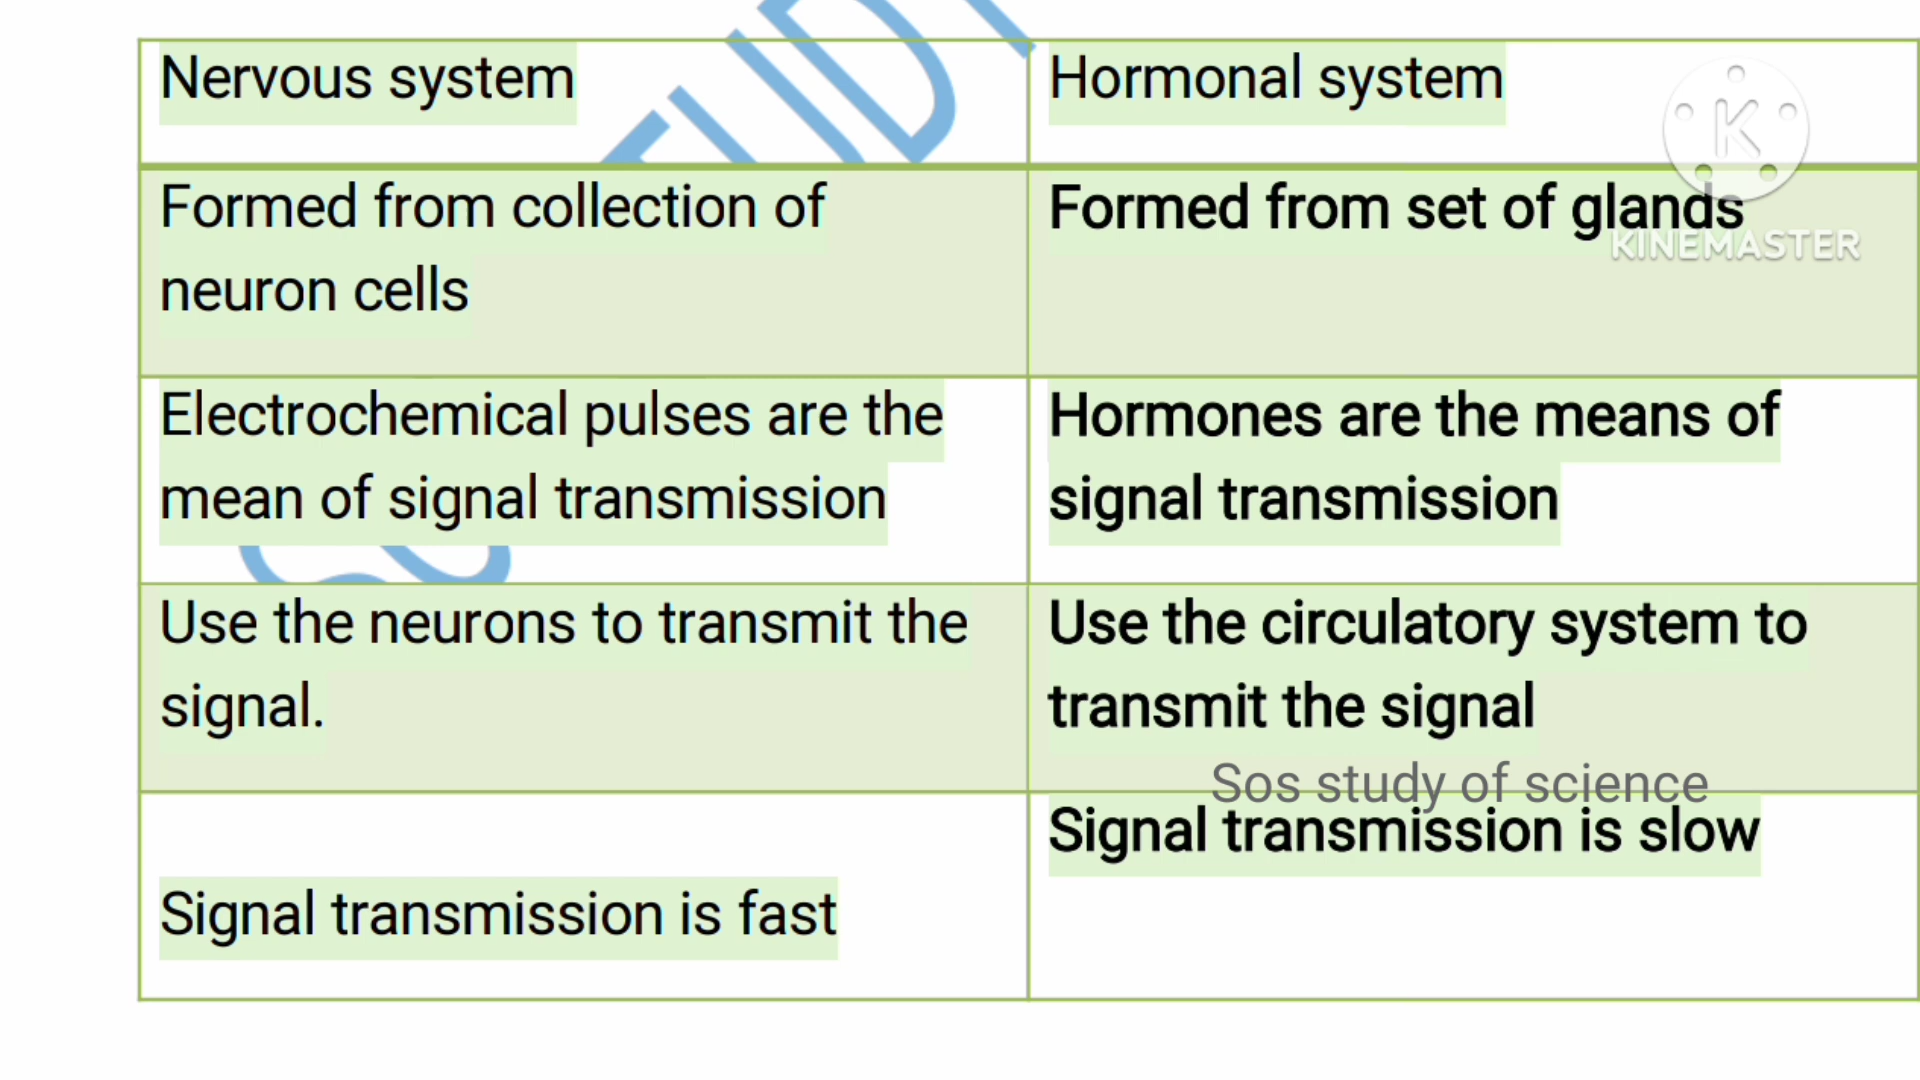 Nervous system
Hormonal system
K
KINEMASTER
Formed from collection of
neuron cells
Formed from set of glands
Electrochemical pulses are the
mean of signal transmission
Hormones are the means of
signal transmission
Use the neurons to transmit the
signal.
Use the circulatory system to
transmit the signal
Sos study of science
Signal transmission is fast
Signal transmission is slow